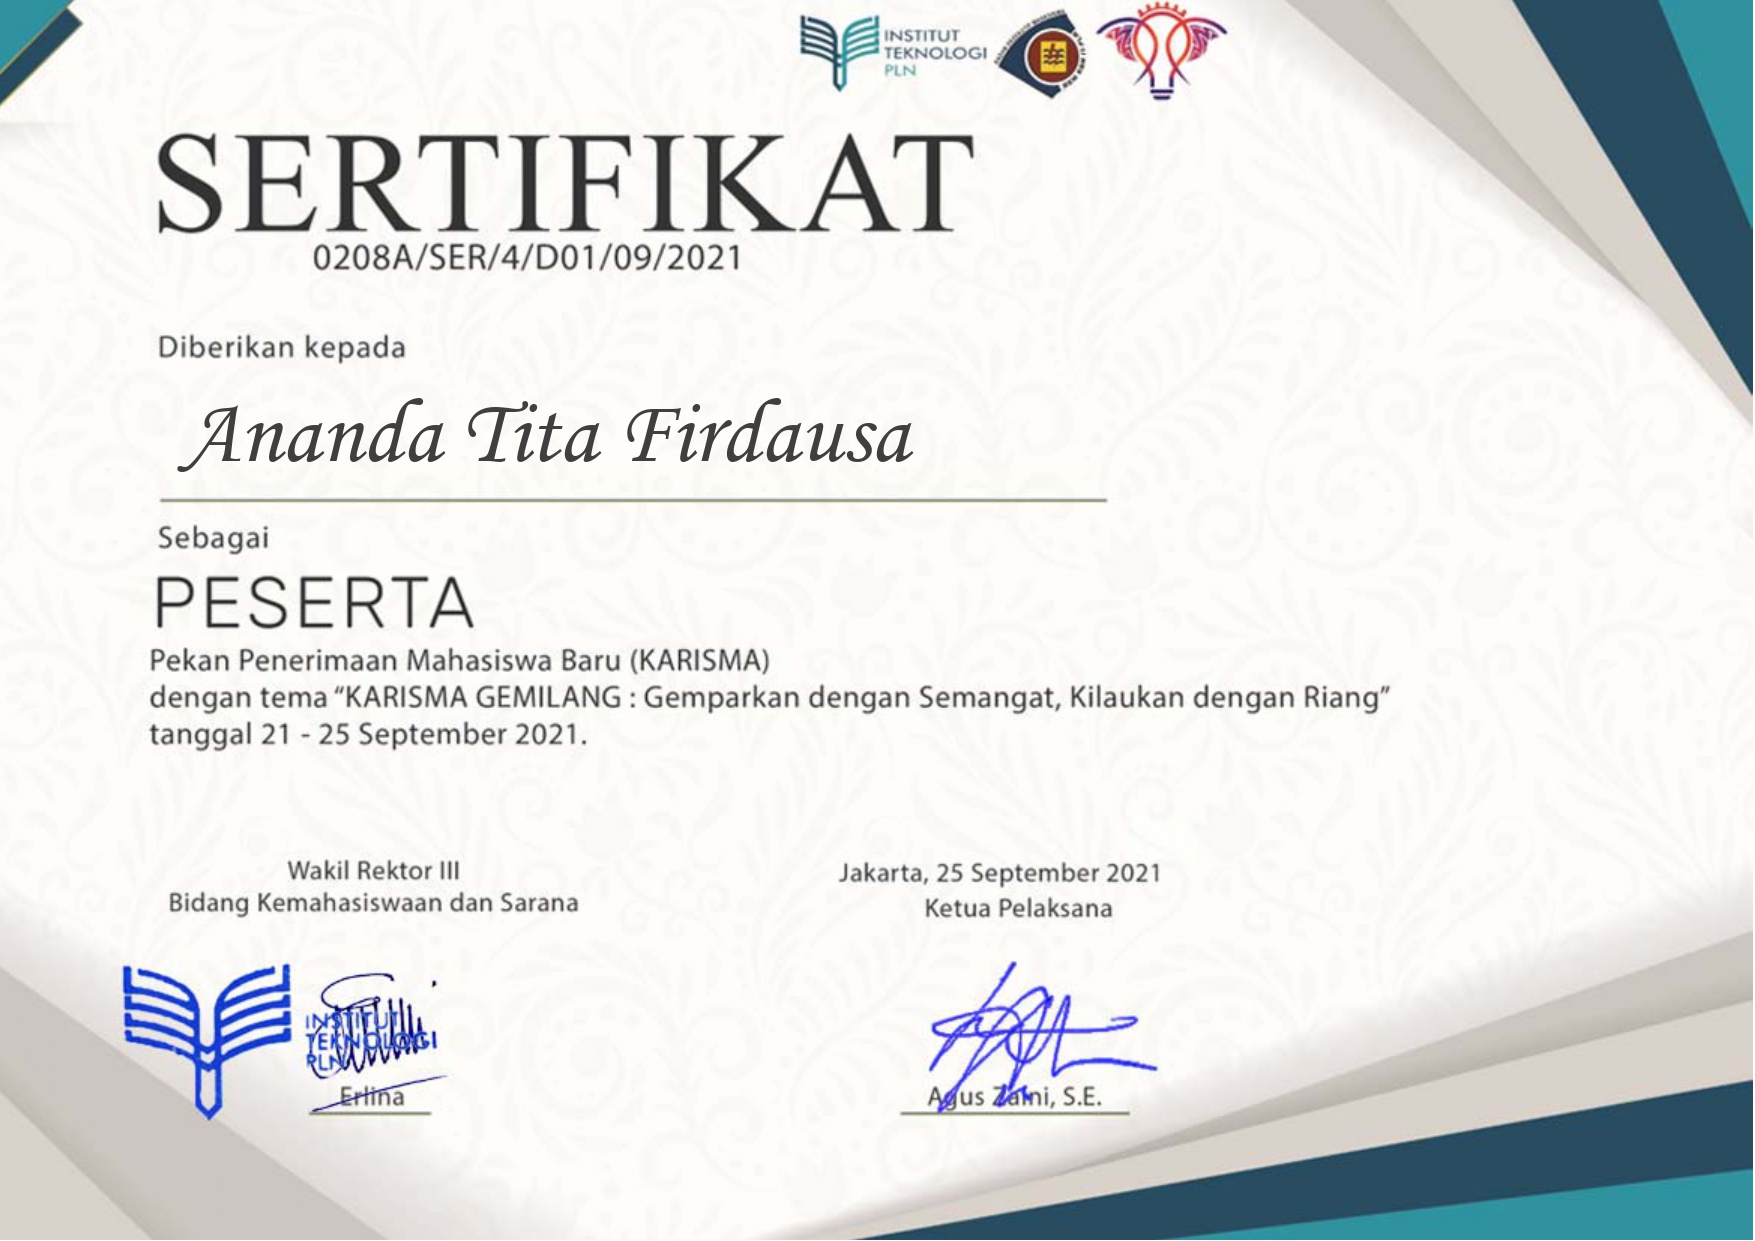 INSTITUT
TEKNOLOGI
PLN
SERTIFIKAT
0208A/SER/4/D01/09/2021
Diberikan kepada
Ananda Tita Firdausa
Sebagai
PESERTA
Pekan Penerimaan Mahasiswa Baru (KARISMA)
dengan tema “KARISMA GEMILANG : Gemparkan dengan Semangat, Kilaukan dengan Riang”
tanggal 21 - 25 September 2021.
Wakil Rektor III
Bidang Kemahasiswaan dan Sarana
INSTITUT
TEKNOLOGI
PLN
Erlina
Jakarta, 25 September 2021
Ketua Pelaksana
Agus Zaini, S.E.